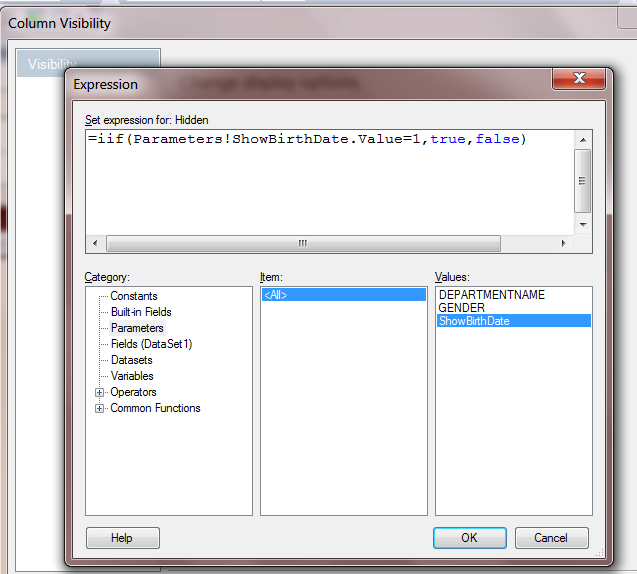 Column Visibility
Visibility
Change display options.
Expression
Set expression for: Hidden
=iif(Parameters!ShowBirthDate.Value=1,true,false)
Category:
Item:
Values:
Constants
Built-in Fields
Parameters
Fields (DataSet1)
Datasets
Variables
Operators
Common Functions
<All>
DEPARTMENTNAME
GENDER
ShowBirthDate
Help
OK
Cancel